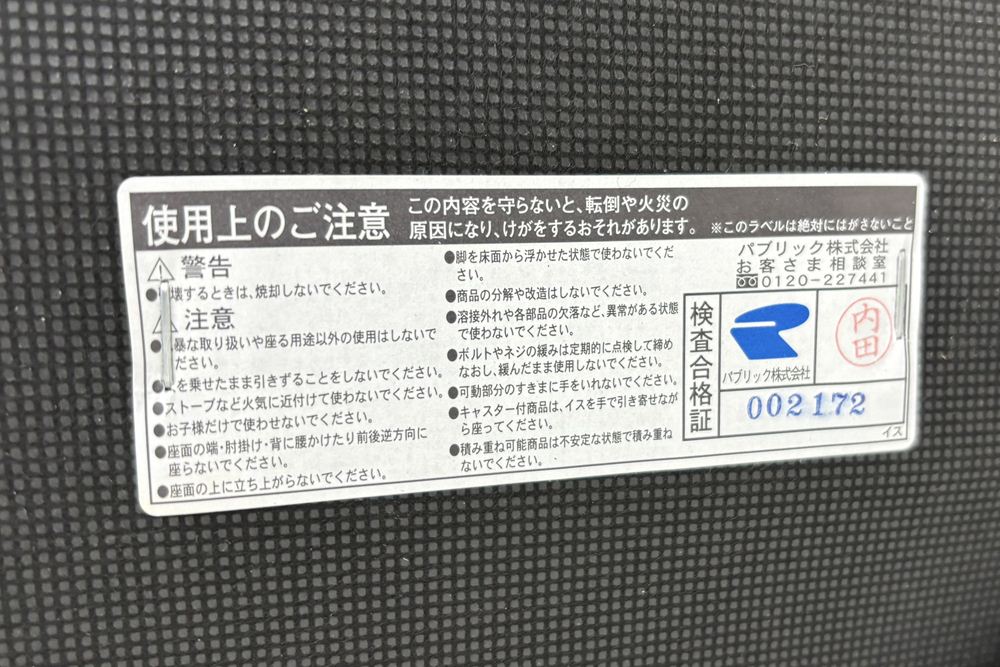 使用上のご注意
この内容を守らないと、転倒や火災の
原因になり、けがをするおそれがあります。
※このラベルは絶対にはがさないこと
警告
●壊するときは、焼却しないでください。
注意
●暴な取り扱いや座る用途以外の使用はしないで
ださい。
●を乗せたまま引きずることをしないでください。
●ストーブなど火気に近付けて使わないでください。
●お子様だけで使わせないでください。
●座面の端・肘掛け・背に腰かけたり前後逆方向に
座らないでください。
●座面の上に立ち上がらないでください。
●脚を床面から浮かせた状態で使わないでくだ
さい。
●商品の分解や改造はしないでください。
●溶接外れや各部品の欠落など、異常がある状態
で使わないでください。
●ボルトやネジの緩みは定期的に点検して締め
なおし、緩んだまま使用しないでください。
●可動部分のすきまに手をいれないでください。
●キャスター付商品は、イスを手で引き寄せなが
ら座ってください。
●積み重ね可能商品は不安定な状態で積み重ね
ないでください。
パブリック株式会社
お客さま相談室
0120-227441
検査合格証
パブリック株式会社
内田
002172
イス